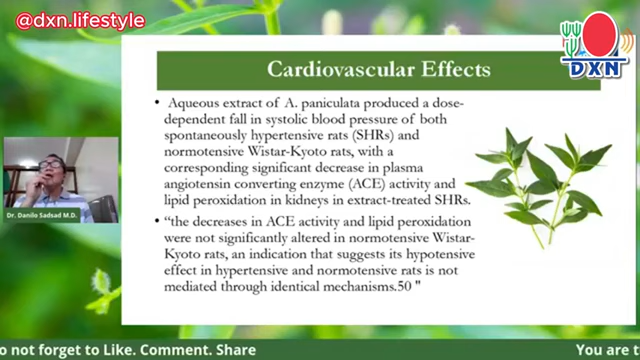 @dxn.lifestyle
DXN
Cardiovascular Effects
• Aqueous extract of A. paniculata produced a dose-
dependent fall in systolic blood pressure of both
spontaneously hypertensive rats (SHRs) and
normotensive Wistar-Kyoto rats, with a
corresponding significant decrease in plasma
angiotensin converting enzyme (ACE) activity and
lipid peroxidation in kidneys in extract-treated SHRs.
• “the decreases in ACE activity and lipid peroxidation
were not significantly altered in normotensive Wistar-
Kyoto rats, an indication that suggests its hypotensive
effect in hypertensive and normotensive rats is not
mediated through identical mechanisms.50 "
Dr. Danilo Sadsad M.D.
o not forget to Like. Comment. Share
You are t